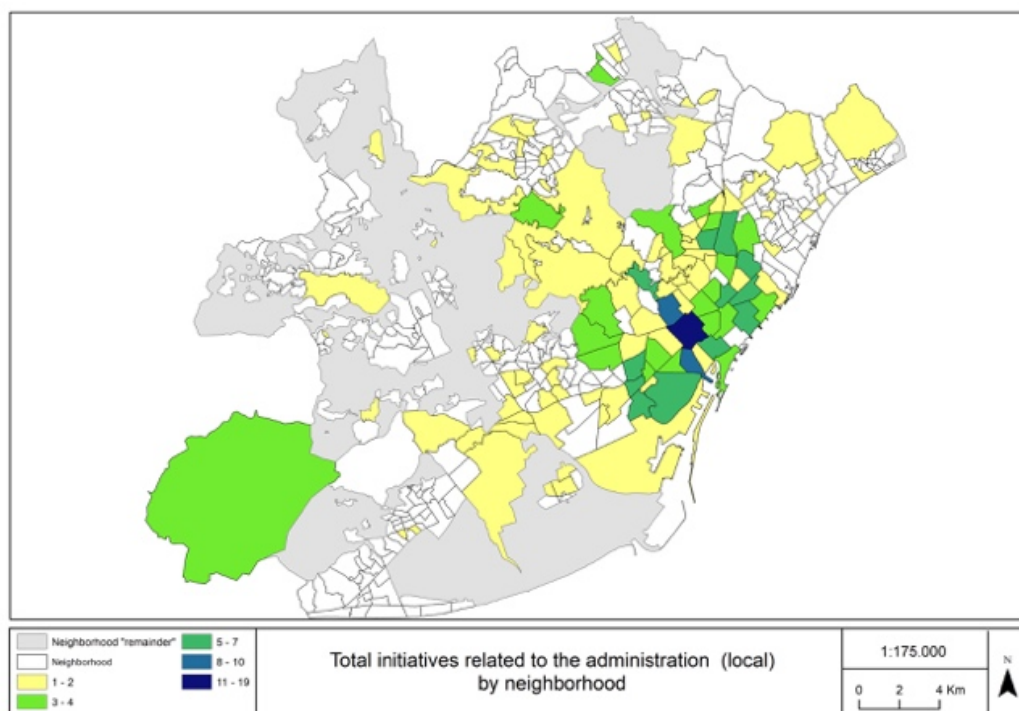 Neighborhood "remainder"
Neighborhood
1 - 2
3 - 4
5 - 7
8 - 10
11 - 19
Total initiatives related to the administration (local)
by neighborhood
1:175.000
0 2 4 Km
N